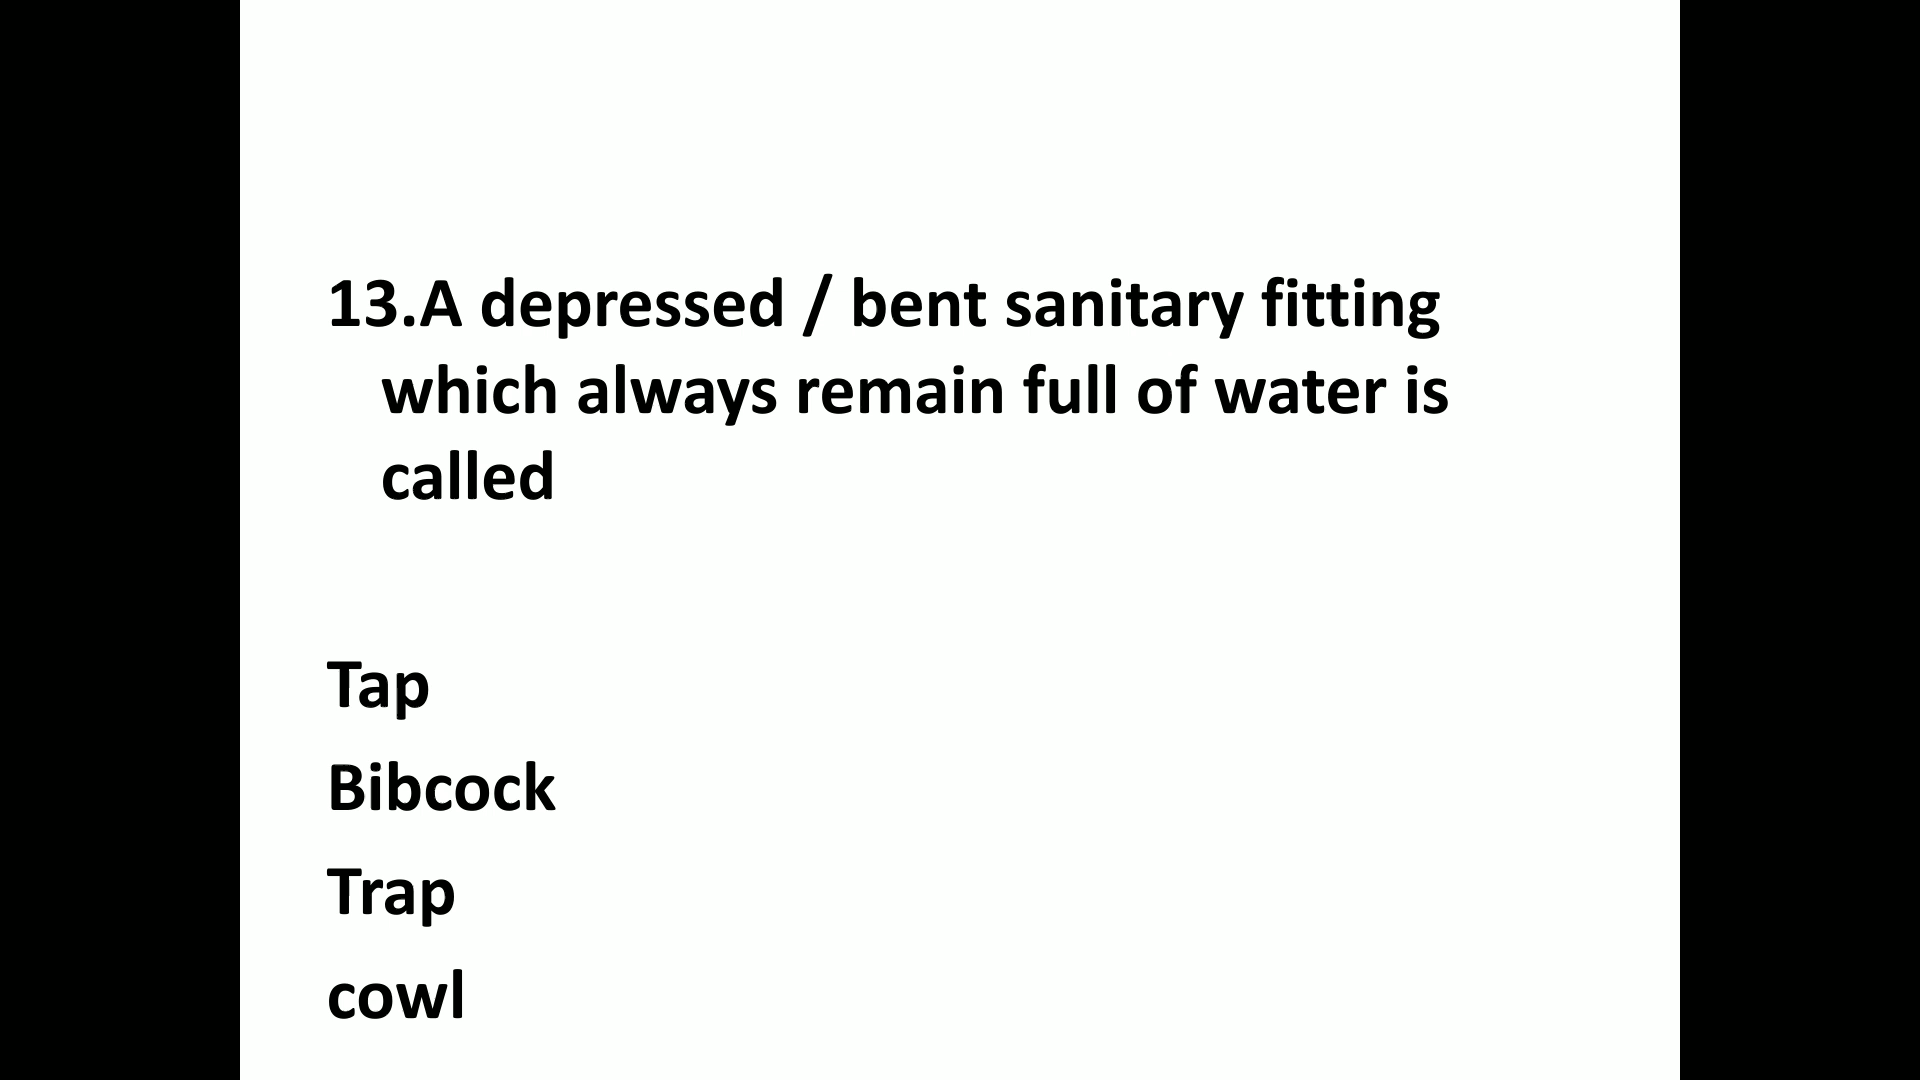 13.A depressed / bent sanitary fitting
which always remain full of water is
called
Tap
Bibcock
Trap
cowl